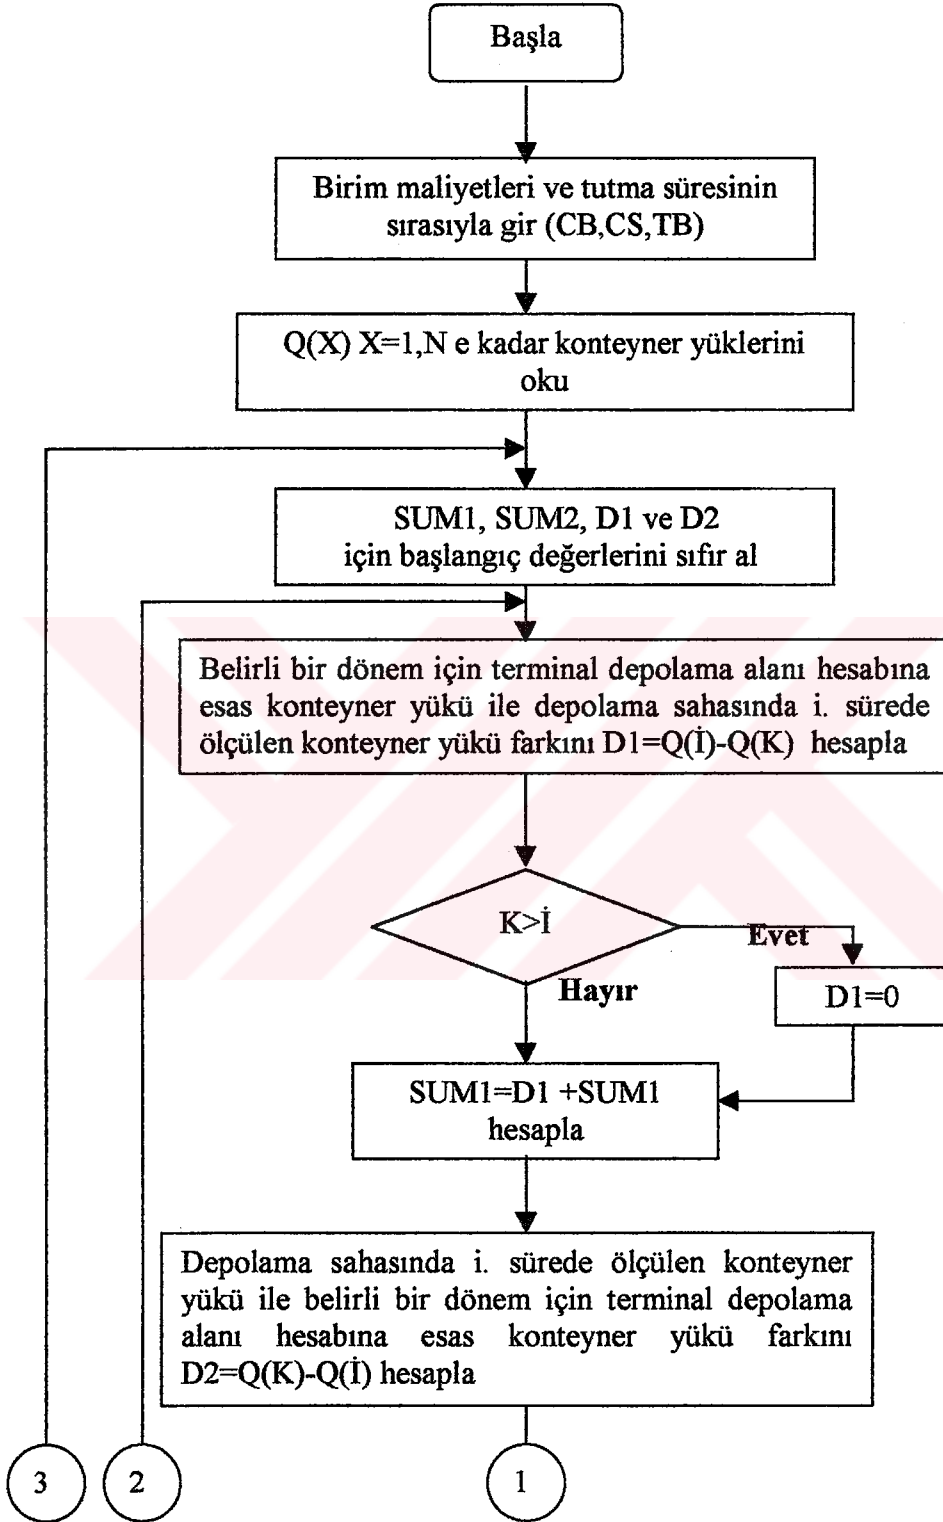 Başla
Birim maliyetleri ve tutma süresinin
sırasıyla gir (CB,CS,TB)
Q(X) X=1,N e kadar konteyner yüklerini
oku
SUM1, SUM2, D1 ve D2
için başlangıç değerlerini sıfır al
Belirli bir dönem için terminal depolama alanı hesabına
esas konteyner yükü ile depolama sahasında i. sürede
ölçülen konteyner yükü farkını D1=Q(İ)-Q(K) hesapla
K>İ
Evet
Hayır
D1=0
SUM1=D1 +SUM1
hesapla
Depolama sahasında i. sürede ölçülen konteyner
yükü ile belirli bir dönem için terminal depolama
alanı hesabına esas konteyner yükü farkını
D2=Q(K)-Q(İ) hesapla
3
2
1